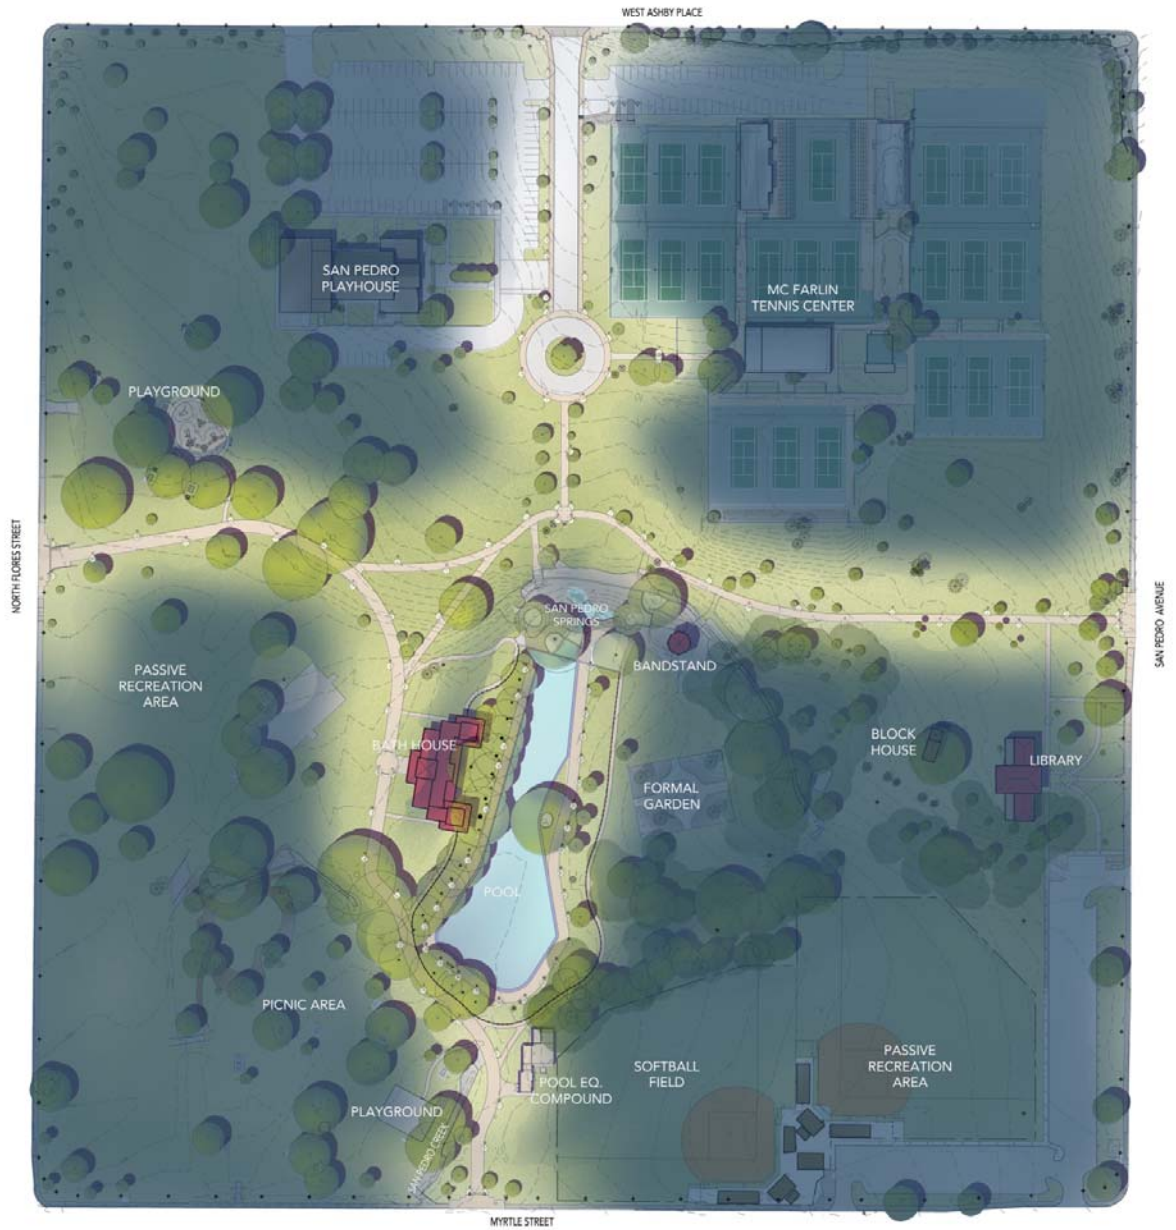 WEST ASHBY PLACE
SAN PEDRO
PLAYHOUSE
MC FARLIN
TENNIS CENTER
PLAYGROUND
NORTH FLORES STREET
SAN PEDRO
SPRINGS
SAN PEDRO AVENUE
BANDSTAND
PASSIVE
RECREATION
AREA
BATH HOUSE
BLOCK
HOUSE
LIBRARY
FORMAL
GARDEN
POOL
PICNIC AREA
SOFTBALL
FIELD
PASSIVE
RECREATION
AREA
POOL EQ.
COMPOUND
PLAYGROUND
SAN PEDRO CREEK
MYRTLE STREET